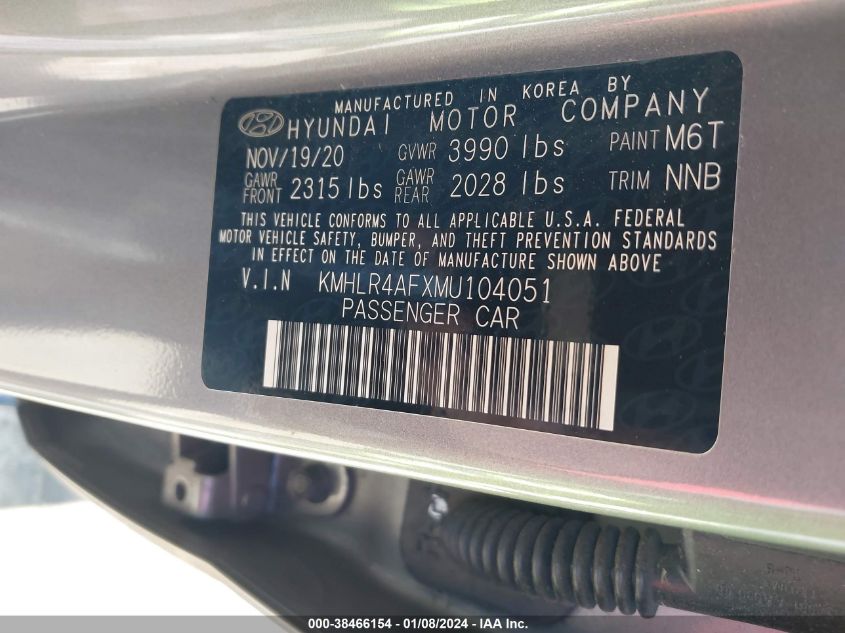 MANUFACTURED IN KOREA BY
HYUNDAI MOTOR COMPANY
NOV/19/20 GVWR 3990 lbs PAINT M6T
GAWR FRONT 2315 lbs GAWR REAR 2028 lbs TRIM NNB
THIS VEHICLE CONFORMS TO ALL APPLICABLE U.S.A. FEDERAL
MOTOR VEHICLE SAFETY, BUMPER, AND THEFT PREVENTION STANDARDS
IN EFFECT ON THE DATE OF MANUFACTURE SHOWN ABOVE
V.I.N KMHLR4AFXMU104051
PASSENGER CAR
000-38466154 - 01/08/2024 - IAA Inc.